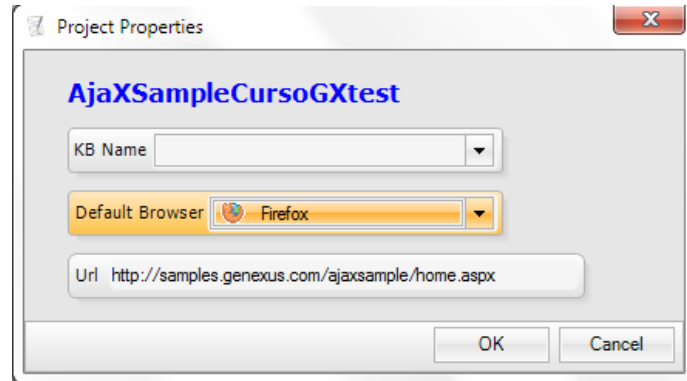 Project Properties
AjaXSampleCursoGXtest
KB Name
Default Browser Firefox
Url http://samples.genexus.com/ajaxsample/home.aspx
OK Cancel